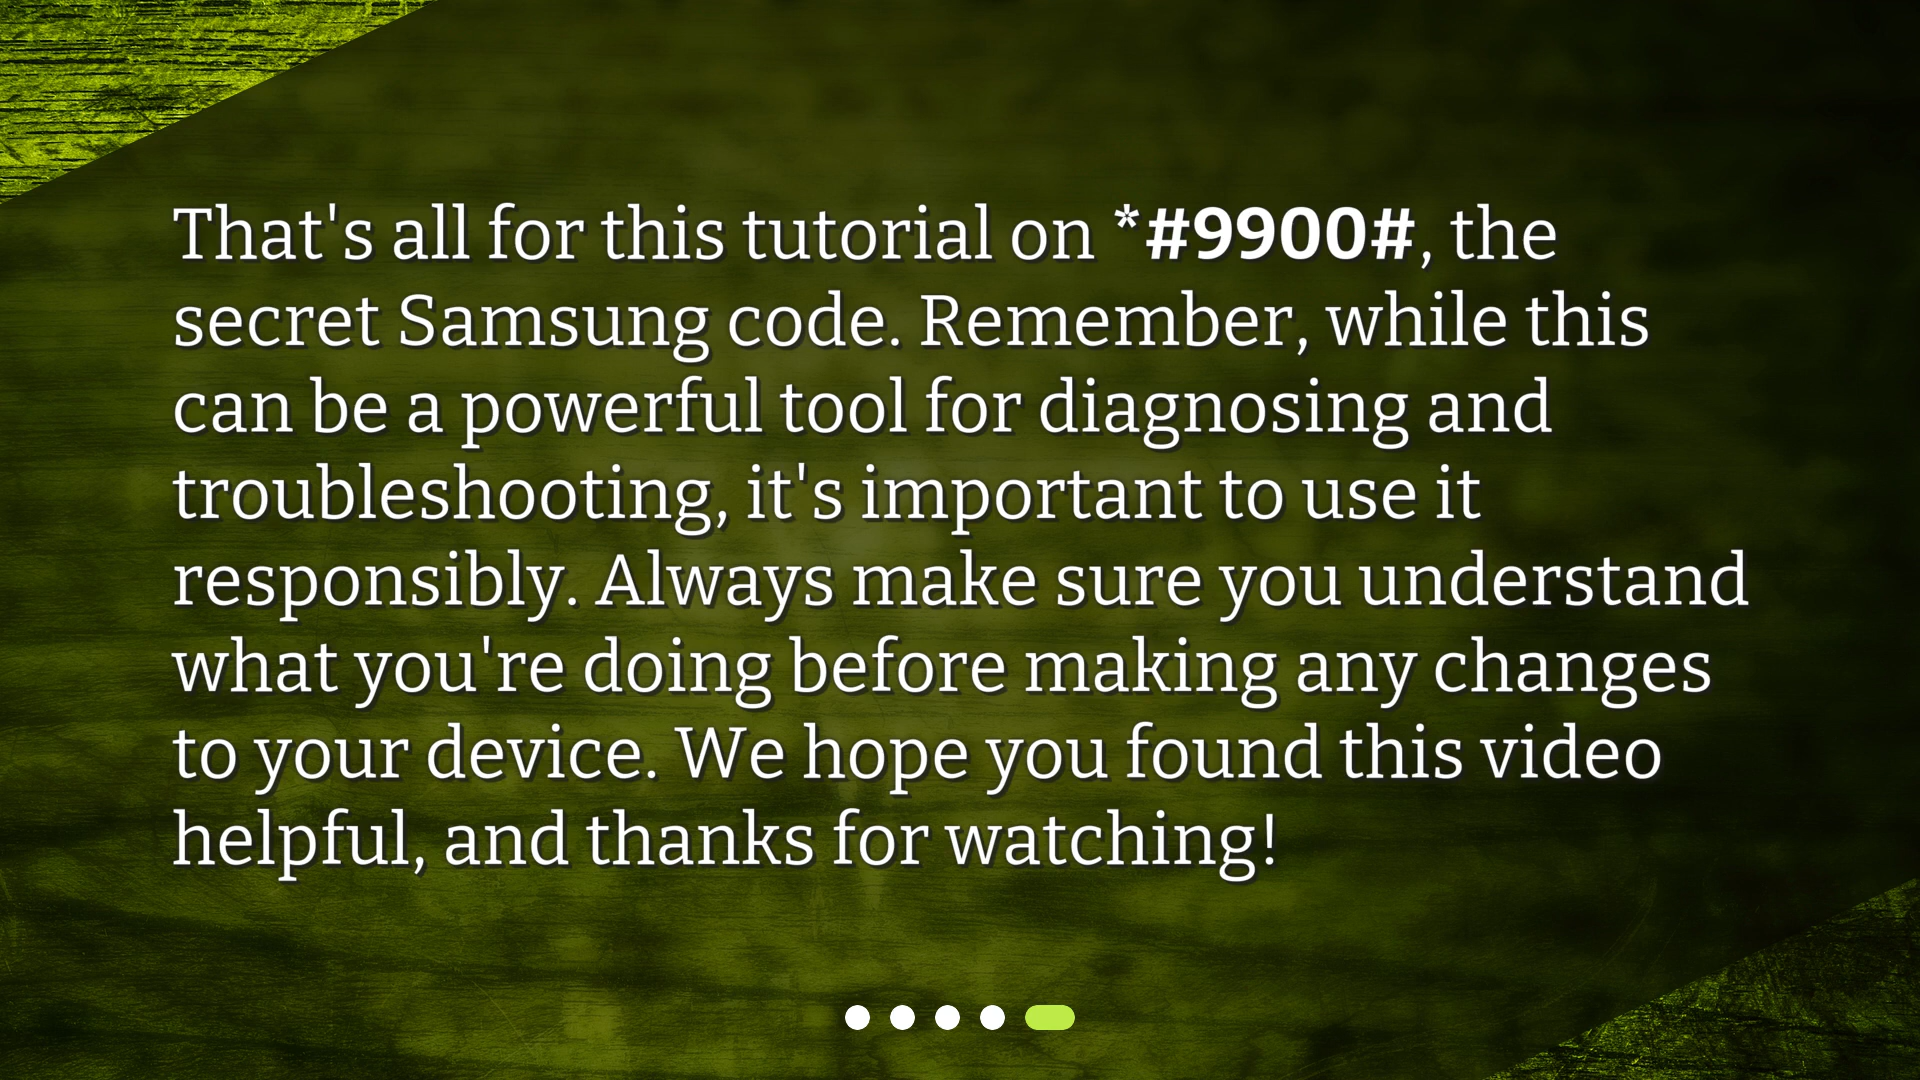 That's all for this tutorial on *#9900#, the
secret Samsung code. Remember, while this
can be a powerful tool for diagnosing and
troubleshooting, it's important to use it
responsibly. Always make sure you understand
what you're doing before making any changes
to your device. We hope you found this video
helpful, and thanks for watching!